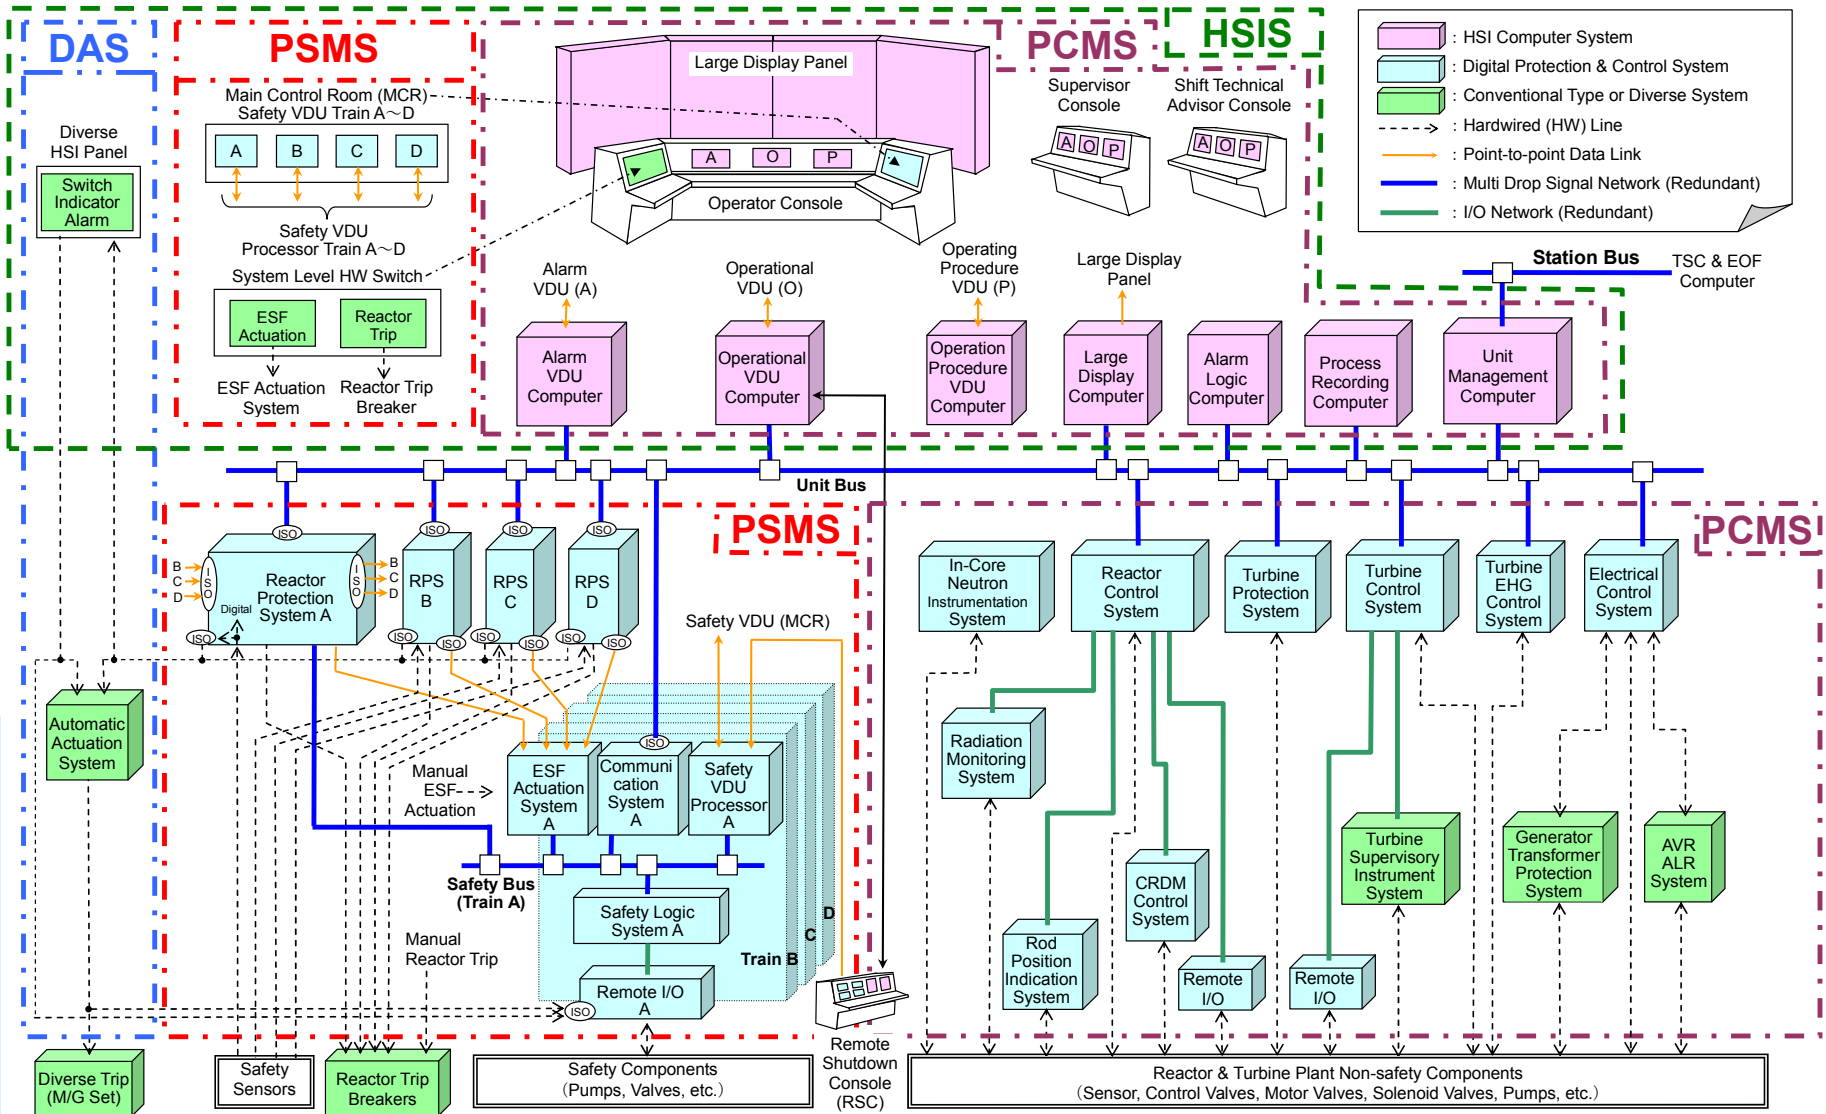 DAS
PSMS
PCMS
HSIS
Main Control Room (MCR)
Safety VDU Train A～D
A
B
C
D
Safety VDU
Processor Train A～D
System Level HW Switch
ESF
Actuation
Reactor
Trip
ESF Actuation
System
Reactor Trip
Breaker
Diverse
HSI Panel
Switch
Indicator
Alarm
Large Display Panel
A
O
P
Operator Console
Supervisor
Console
A O P
Shift Technical
Advisor Console
A O P
: HSI Computer System
: Digital Protection & Control System
: Conventional Type or Diverse System
: Hardwired (HW) Line
: Point-to-point Data Link
: Multi Drop Signal Network (Redundant)
: I/O Network (Redundant)
Station Bus
TSC & EOF
Computer
Alarm
VDU (A)
Operational
VDU (O)
Operating
Procedure
VDU (P)
Large Display
Panel
Alarm
VDU
Computer
Operational
VDU
Computer
Operation
Procedure
VDU
Computer
Large
Display
Computer
Alarm
Logic
Computer
Process
Recording
Computer
Unit
Management
Computer
Unit Bus
PSMS
PCMS
ISO
ISO
ISO
ISO
B
C
D
ISO
Reactor
Protection
System A
Digital
ISO
B
C
D
ISO
RPS
B
RPS
C
RPS
D
ISO
ISO
ISO
ISO
ISO
ISO
Safety VDU (MCR)
Automatic
Actuation
System
Manual
ESF
Actuation
ESF
Actuation
System
A
ISO
Communi
cation
System
A
Safety
VDU
Processor
A
Safety Bus
(Train A)
Safety Logic
System A
Train B
C
D
Manual
Reactor Trip
Remote I/O
A
ISO
In-Core
Neutron
Instrumentation
System
Reactor
Control
System
Turbine
Protection
System
Turbine
Control
System
Turbine
EHG
Control
System
Electrical
Control
System
Radiation
Monitoring
System
Rod
Position
Indication
System
CRDM
Control
System
Remote
I/O
Remote
I/O
Turbine
Supervisory
Instrument
System
Generator
Transformer
Protection
System
AVR
ALR
System
Diverse Trip
(M/G Set)
Safety
Sensors
Reactor Trip
Breakers
Safety Components
(Pumps, Valves, etc.)
Remote
Shutdown
Console
(RSC)
Reactor & Turbine Plant Non-safety Components
(Sensor, Control Valves, Motor Valves, Solenoid Valves, Pumps, etc.)